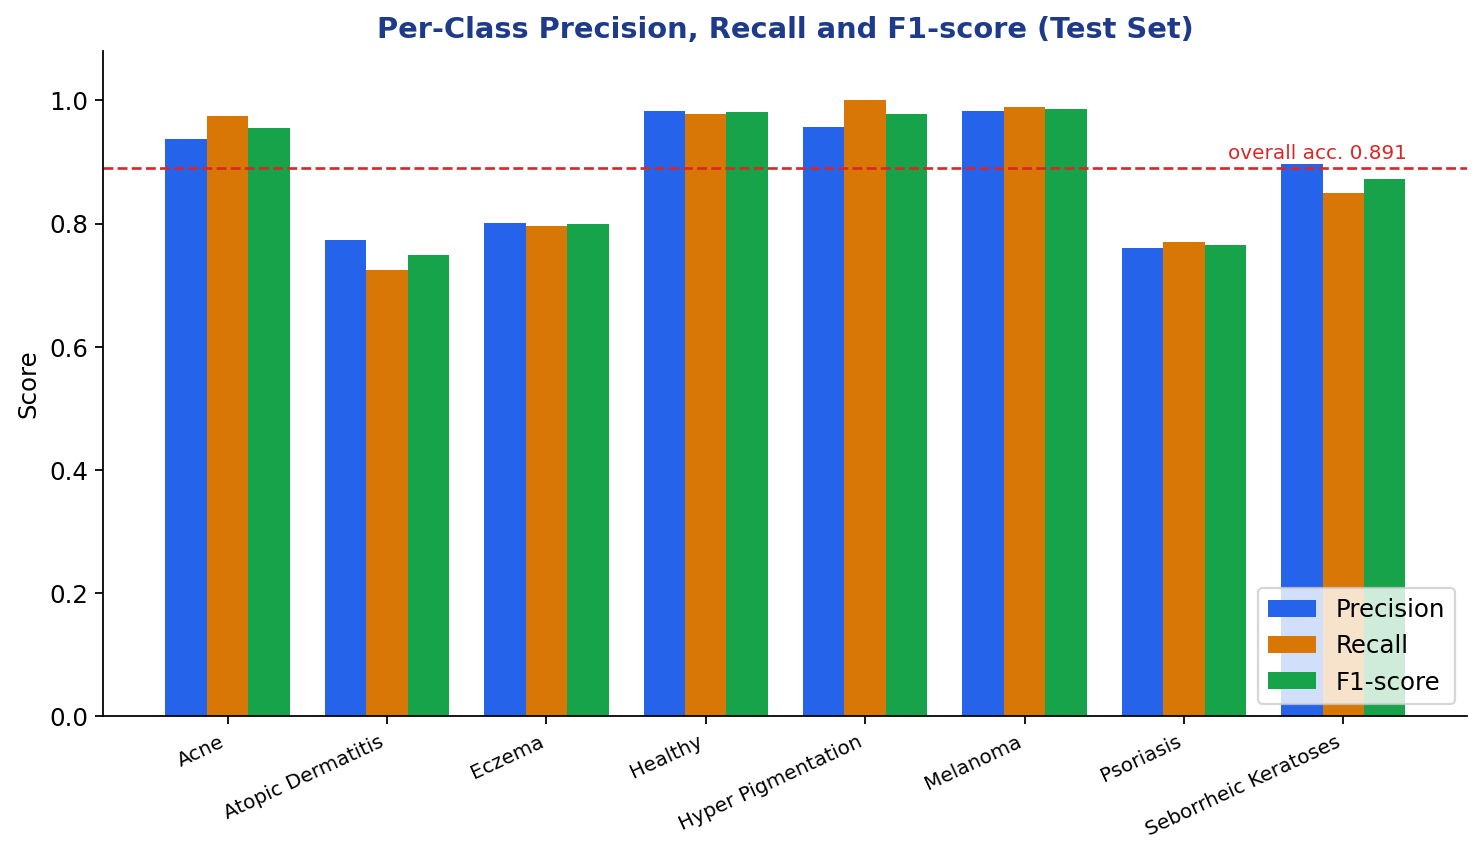 Per-Class Precision, Recall and F1-score (Test Set)
Score
1.0
0.8
0.6
0.4
0.2
0.0
overall acc. 0.891
Precision
Recall
F1-score
Acne
Atopic Dermatitis
Eczema
Healthy
Hyper Pigmentation
Melanoma
Psoriasis
Seborrheic Keratoses